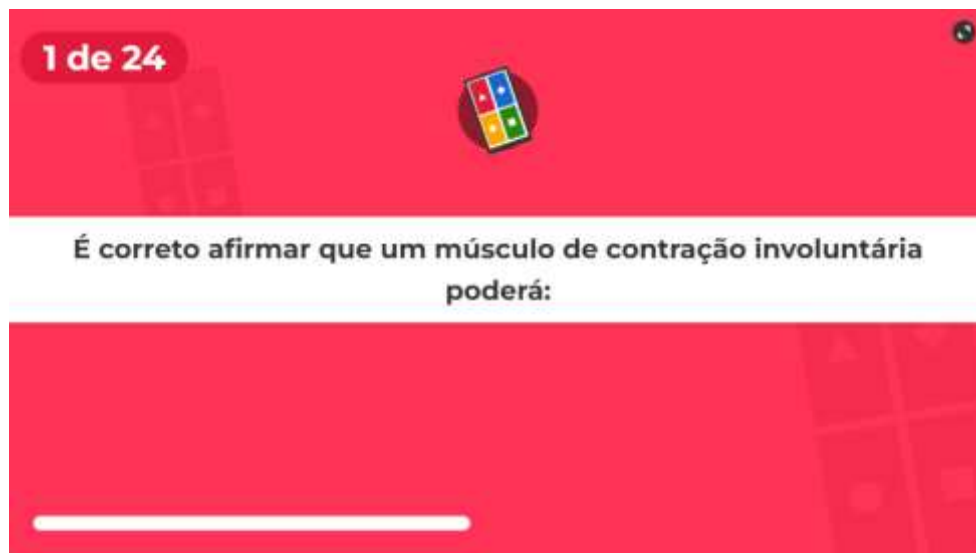 1 de 24
É correto afirmar que um músculo de contração involuntária
poderá: